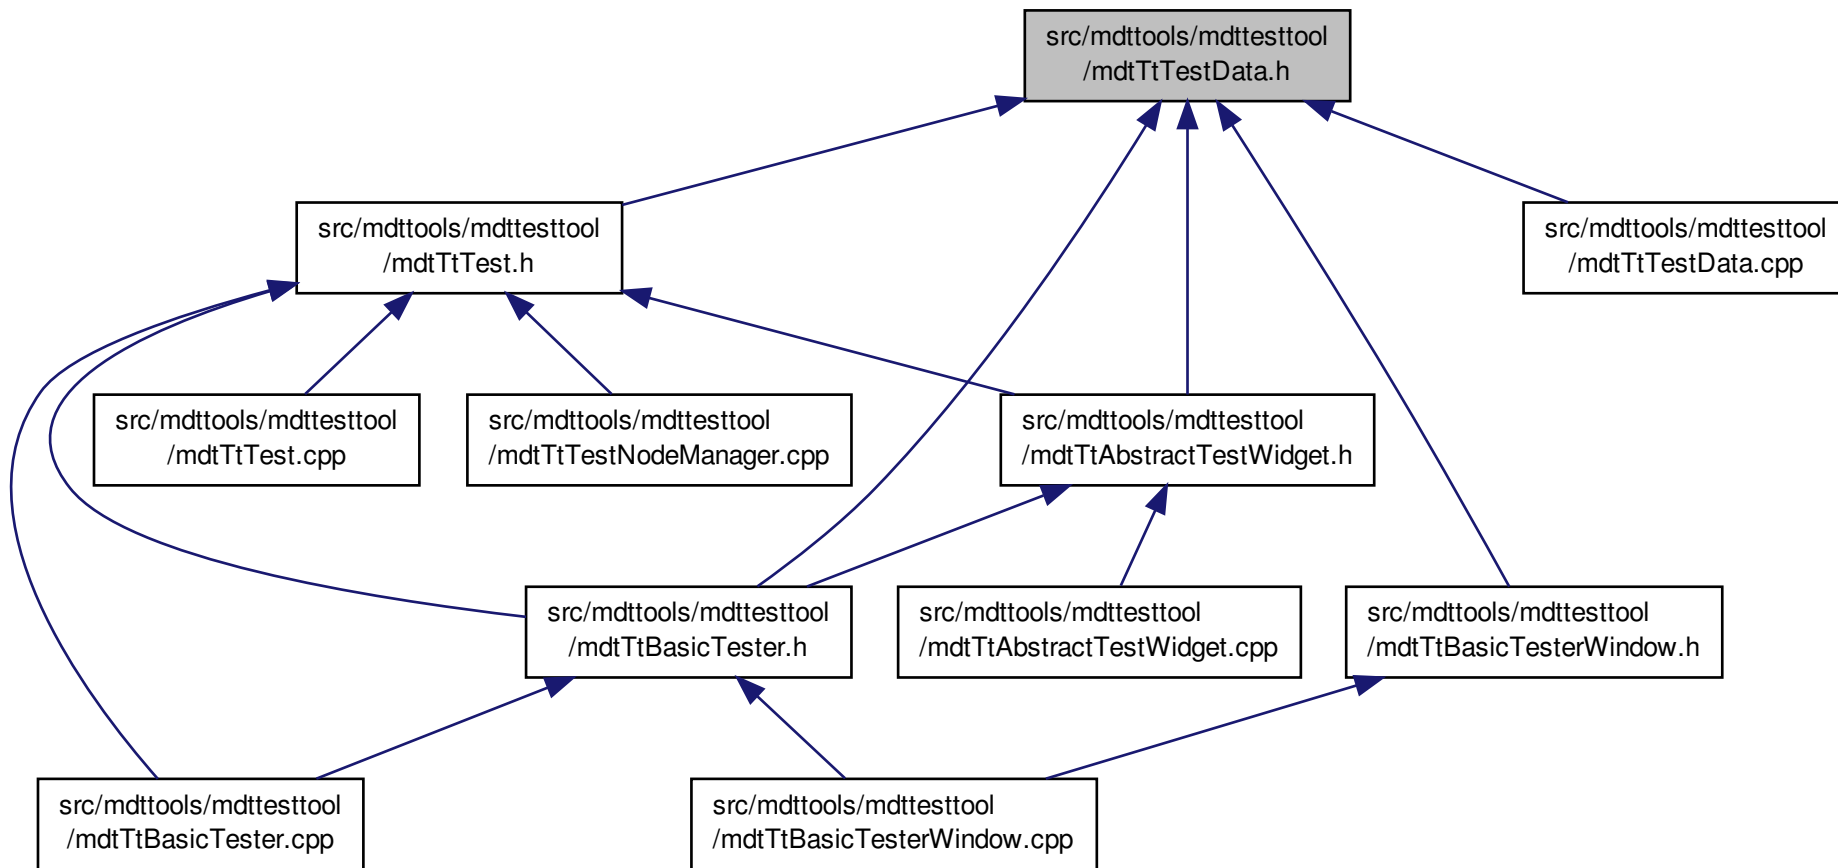 src/mdttools/mdttesttool
/mdtTtTestData.h
src/mdttools/mdttesttool
/mdtTtTest.h
src/mdttools/mdttesttool
/mdtTtTestData.cpp
src/mdttools/mdttesttool
/mdtTtTest.cpp
src/mdttools/mdttesttool
/mdtTtTestNodeManager.cpp
src/mdttools/mdttesttool
/mdtTtAbstractTestWidget.h
src/mdttools/mdttesttool
/mdtTtBasicTester.h
src/mdttools/mdttesttool
/mdtTtAbstractTestWidget.cpp
src/mdttools/mdttesttool
/mdtTtBasicTesterWindow.h
src/mdttools/mdttesttool
/mdtTtBasicTester.cpp
src/mdttools/mdttesttool
/mdtTtBasicTesterWindow.cpp